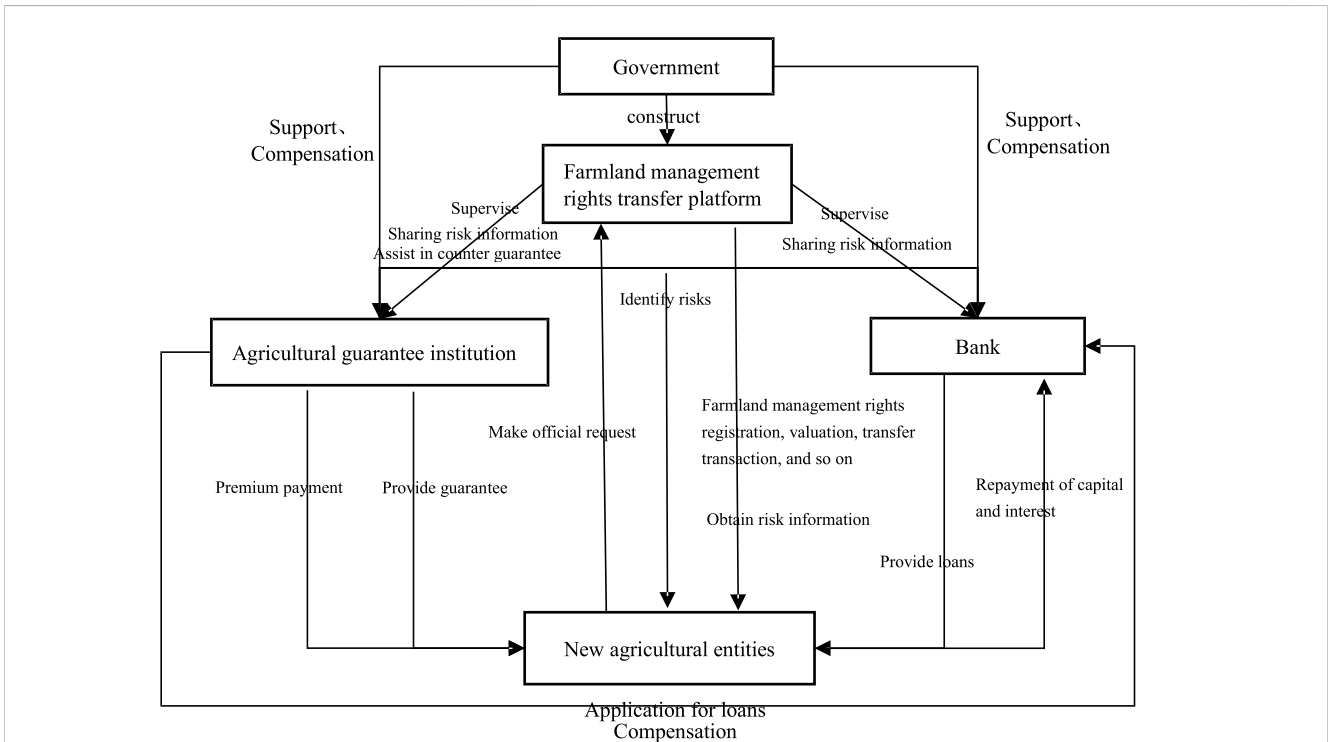 Government
construct
Support、
Compensation
Support、
Compensation
Farmland management
rights transfer platform
Supervise
Sharing risk information
Assist in counter guarantee
Supervise
Sharing risk information
Identify risks
Agricultural guarantee institution
Bank
Make official request
Farmland management rights
registration, valuation, transfer
transaction, and so on
Premium payment
Provide guarantee
Obtain risk information
Repayment of capital
and interest
Provide loans
New agricultural entities
Application for loans
Compensation